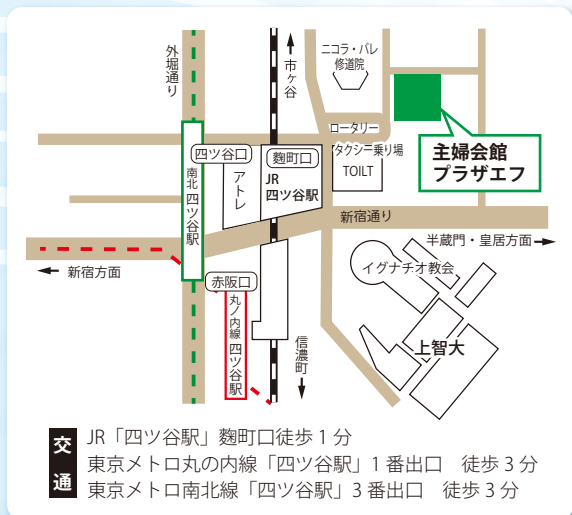 外堀通り
市ヶ谷
ニコラ・バレ
修道院
ロータリー
タクシー乗り場
TOILT
主婦会館
プラザエフ
四ツ谷口
麴町口
アトレ
JR
四ツ谷駅
南北 四ツ谷駅
新宿通り
半蔵門・皇居方面
新宿方面
イグナチオ教会
赤阪口
丸ノ内線 四ツ谷駅
信濃町
上智大
交通
JR「四ツ谷駅」麴町口徒歩 1 分
東京メトロ丸の内線「四ツ谷駅」1 番出口　徒歩 3 分
東京メトロ南北線「四ツ谷駅」3 番出口　徒歩 3 分